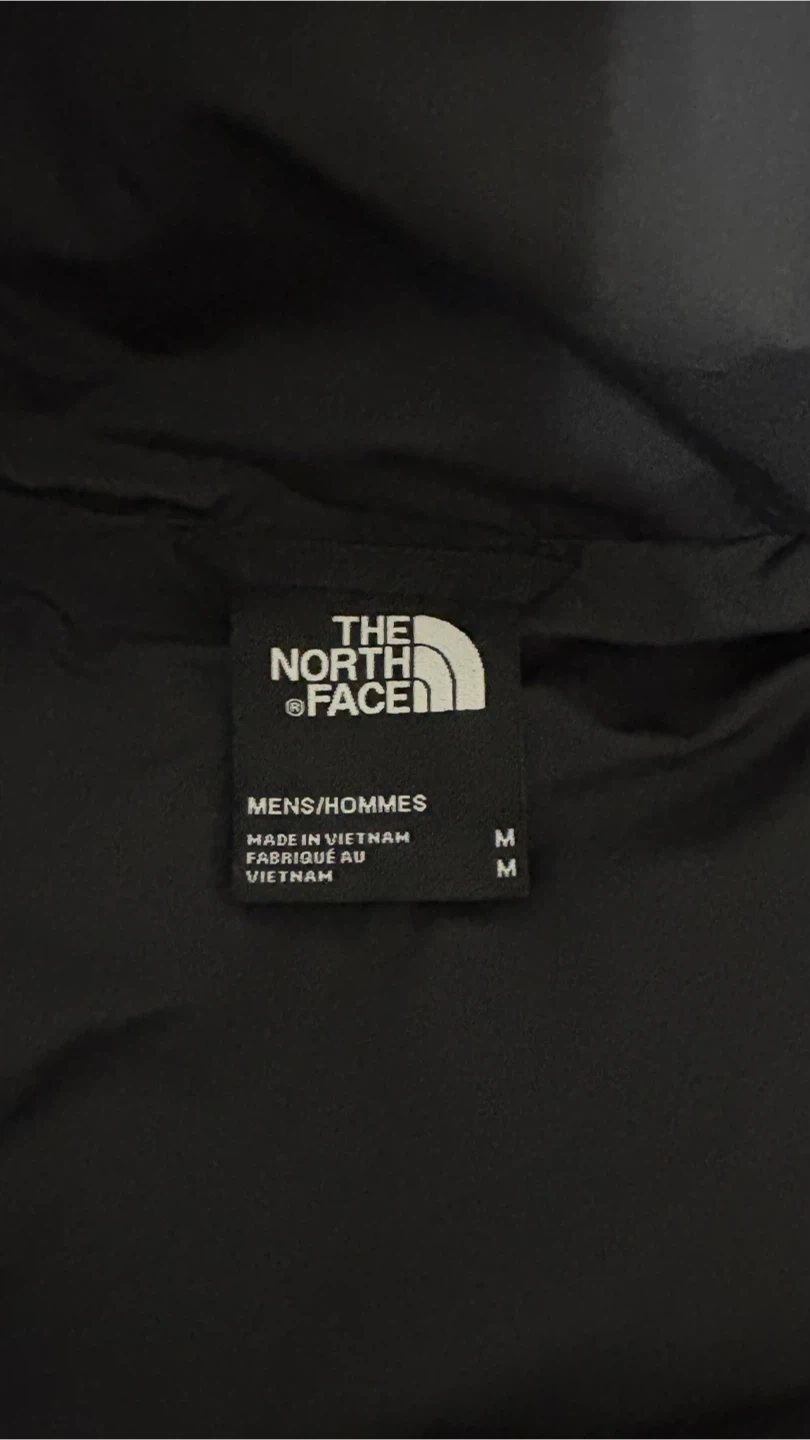 THE
NORTH
®FACE
MENS/HOMMES
MADE IN VIETNAM M
FABRIQUÉ AU
VIETNAM M